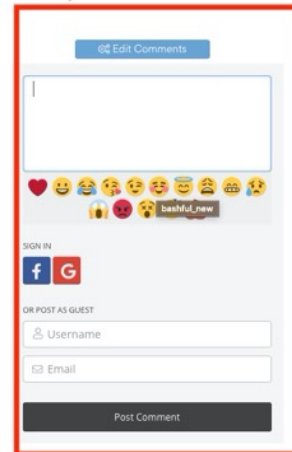 Edit Comments
bashful_new
SIGN IN
f G
OR POST AS GUEST
Username
Email
Post Comment